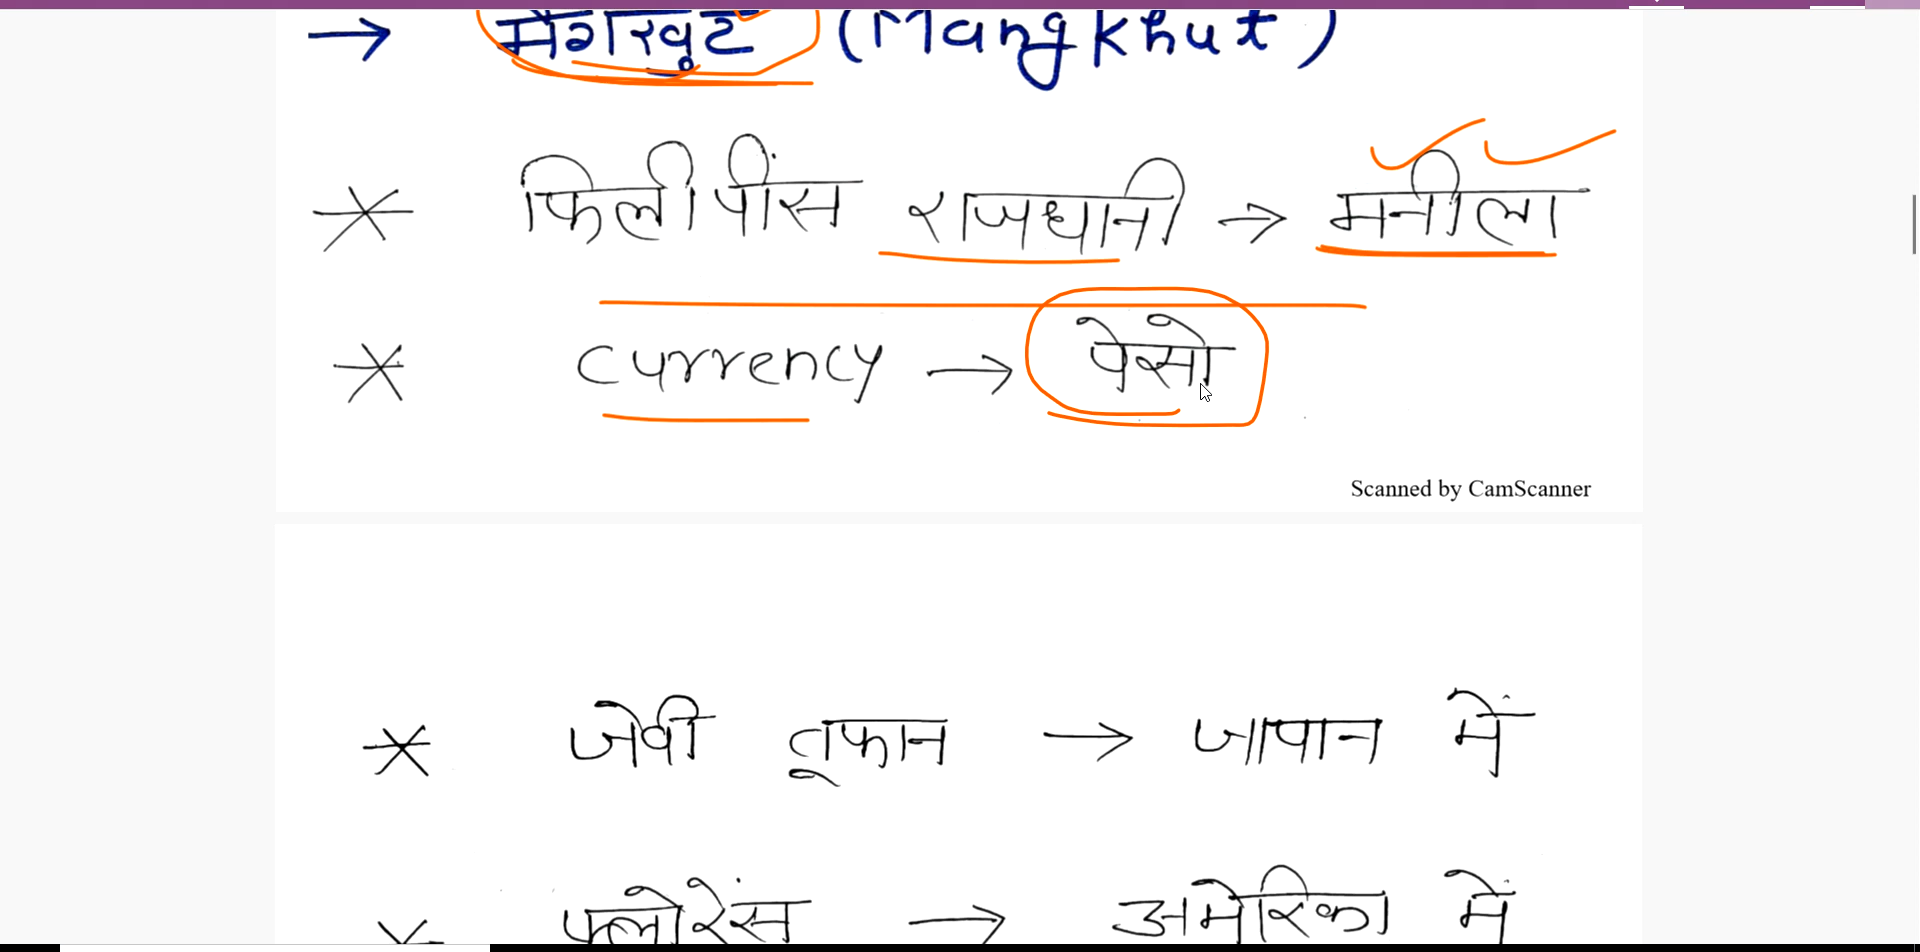 → मँगखुट (Mangkhut)
* फिलीपींस राजधानी → मनीला
* currency → पेसो
Scanned by CamScanner
* जेवी तूफान → जापान में
* फ्लोरेंस → अमेरिका में